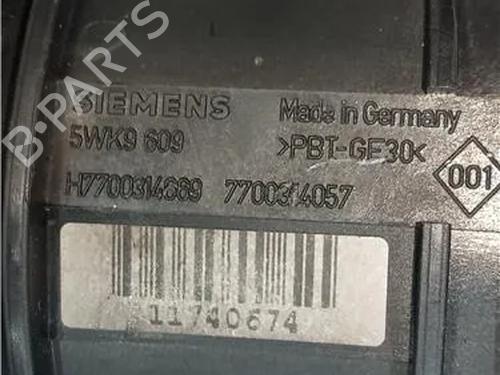 B-PARTS
SIEMENS
Made in Germany
5WK9 609
>PBT-GF30<
001
H7700314669 7700314057
11740674